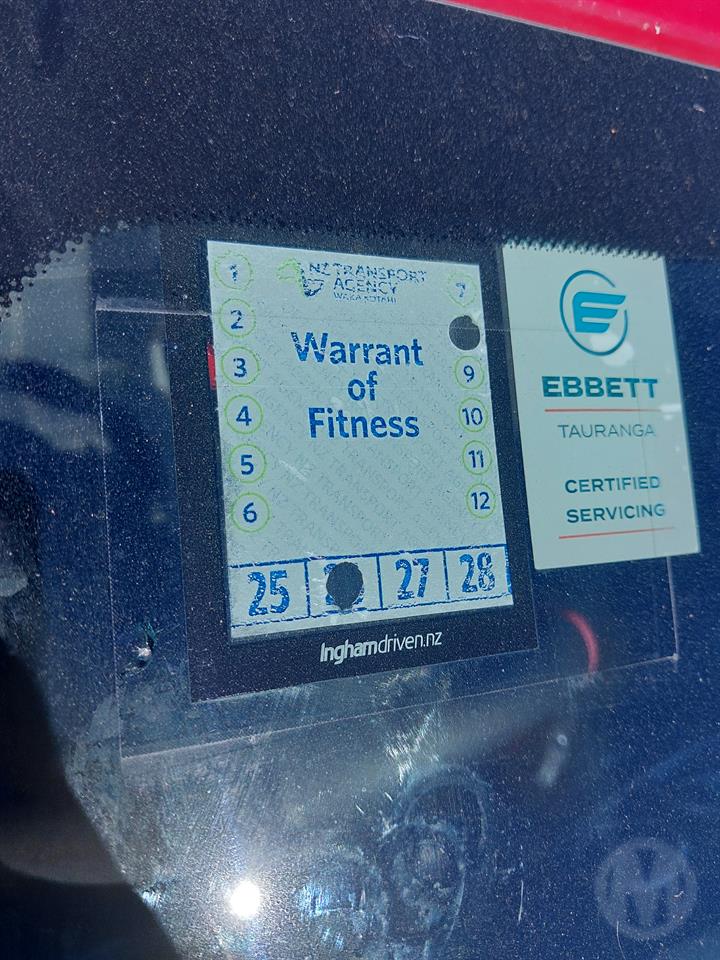 NZ TRANSPORT
AGENCY
WAKA KOTAHI
1
2
3
4
5
6
Warrant
of
Fitness
7
9
10
11
12
25 27 28
Inghamdriven.nz
E
EBBETT
TAURANGA
CERTIFIED
SERVICING
M